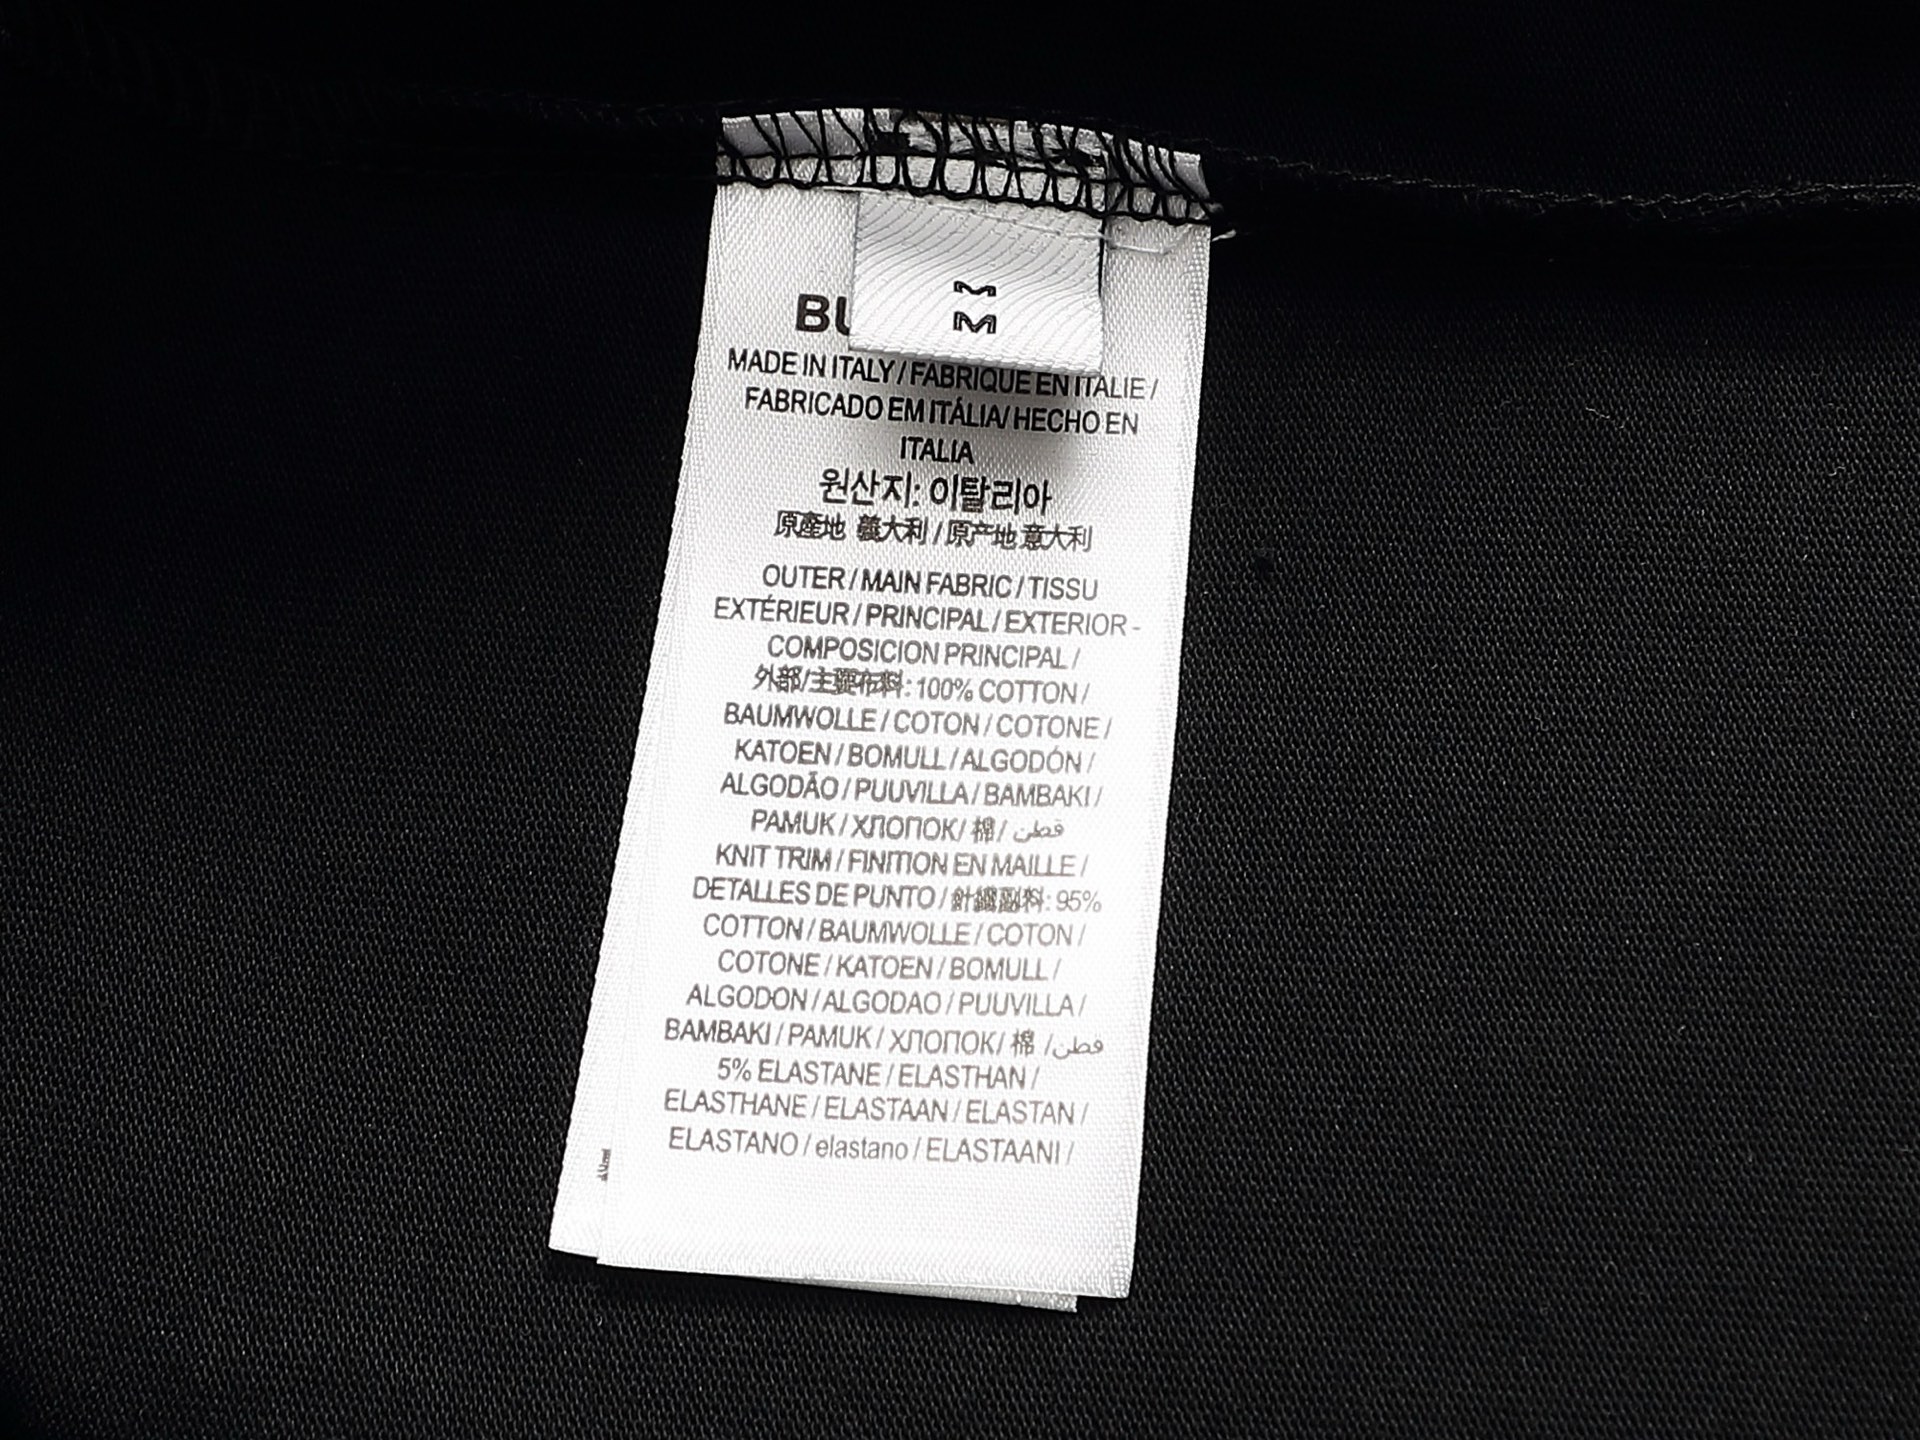 M
M
BU
MADE IN ITALY / FABRIQUE EN ITALIE /
FABRICADO EM ITÁLIA/ HECHO EN
ITALIA
원산지: 이탈리아
原產地 義大利 / 原产地 意大利
OUTER / MAIN FABRIC / TISSU
EXTÉRIEUR / PRINCIPAL / EXTERIOR -
COMPOSICION PRINCIPAL /
外部/主要布料: 100% COTTON /
BAUMWOLLE / COTON / COTONE /
KATOEN / BOMULL / ALGODÓN /
ALGODÃO / PUUVILLA / BAMBAKI /
PAMUK / ХЛОПОК/ 棉/ قطن
KNIT TRIM / FINITION EN MAILLE /
DETALLES DE PUNTO / : 95%
COTTON / BAUMWOLLE / COTON /
COTONE / KATOEN / BOMULL /
ALGODON / ALGODAO / PUUVILLA /
BAMBAKI / PAMUK / ХЛОПОК/ 棉 /قطن
5% ELASTANE / ELASTHAN /
ELASTHANE / ELASTAAN / ELASTAN /
ELASTANO / elastano / ELASTAANI /